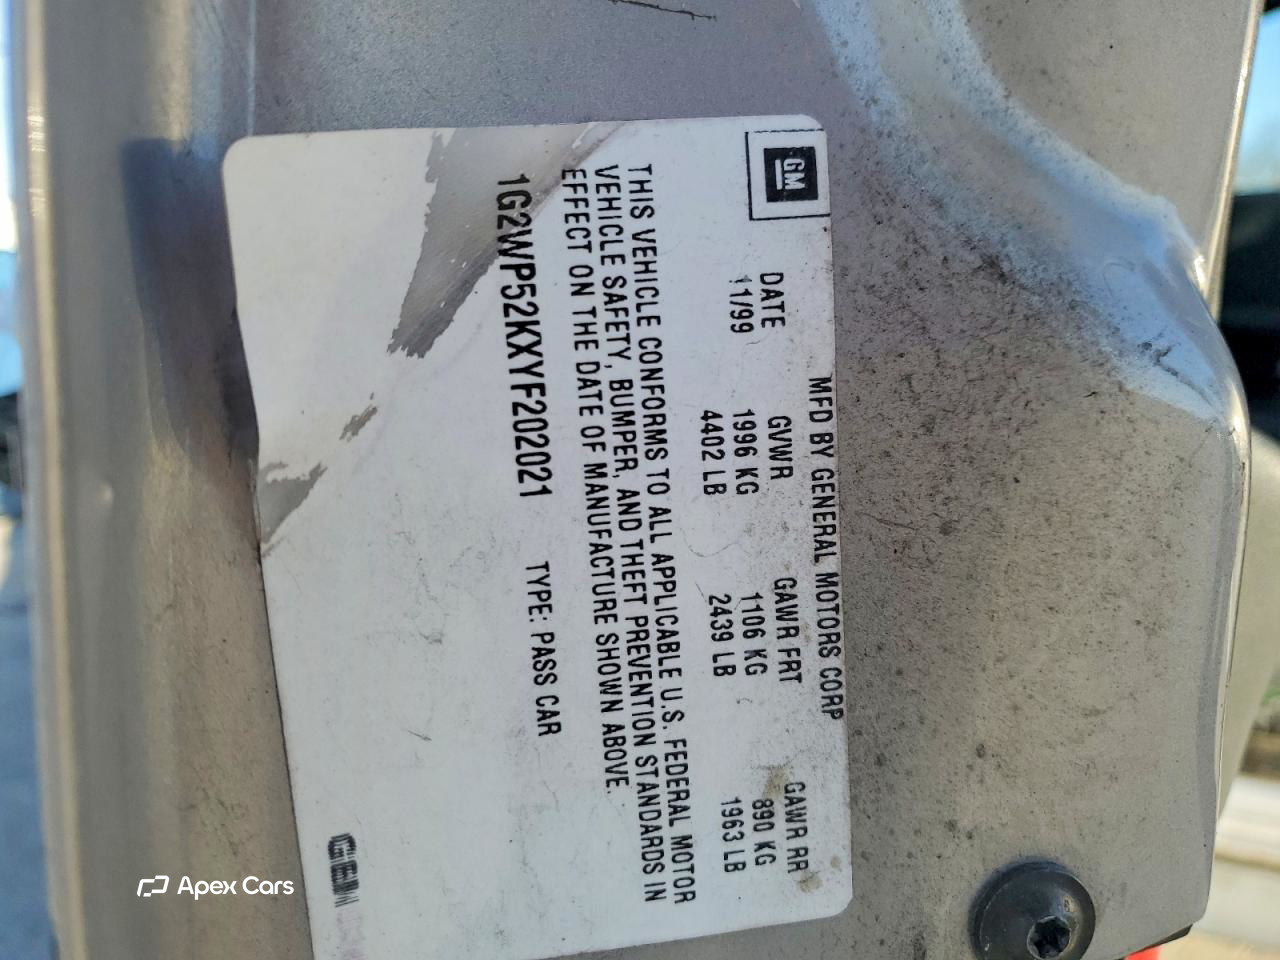 GM
MFD BY GENERAL MOTORS CORP
DATE GVWR GAWR FRT GAWR RR
11/99 1996 KG 1106 KG 890 KG
4402 LB 2439 LB 1963 LB
THIS VEHICLE CONFORMS TO ALL APPLICABLE U.S. FEDERAL MOTOR
VEHICLE SAFETY, BUMPER, AND THEFT PREVENTION STANDARDS IN
EFFECT ON THE DATE OF MANUFACTURE SHOWN ABOVE.
1G2WP52KXYF202021 TYPE: PASS CAR
Apex Cars